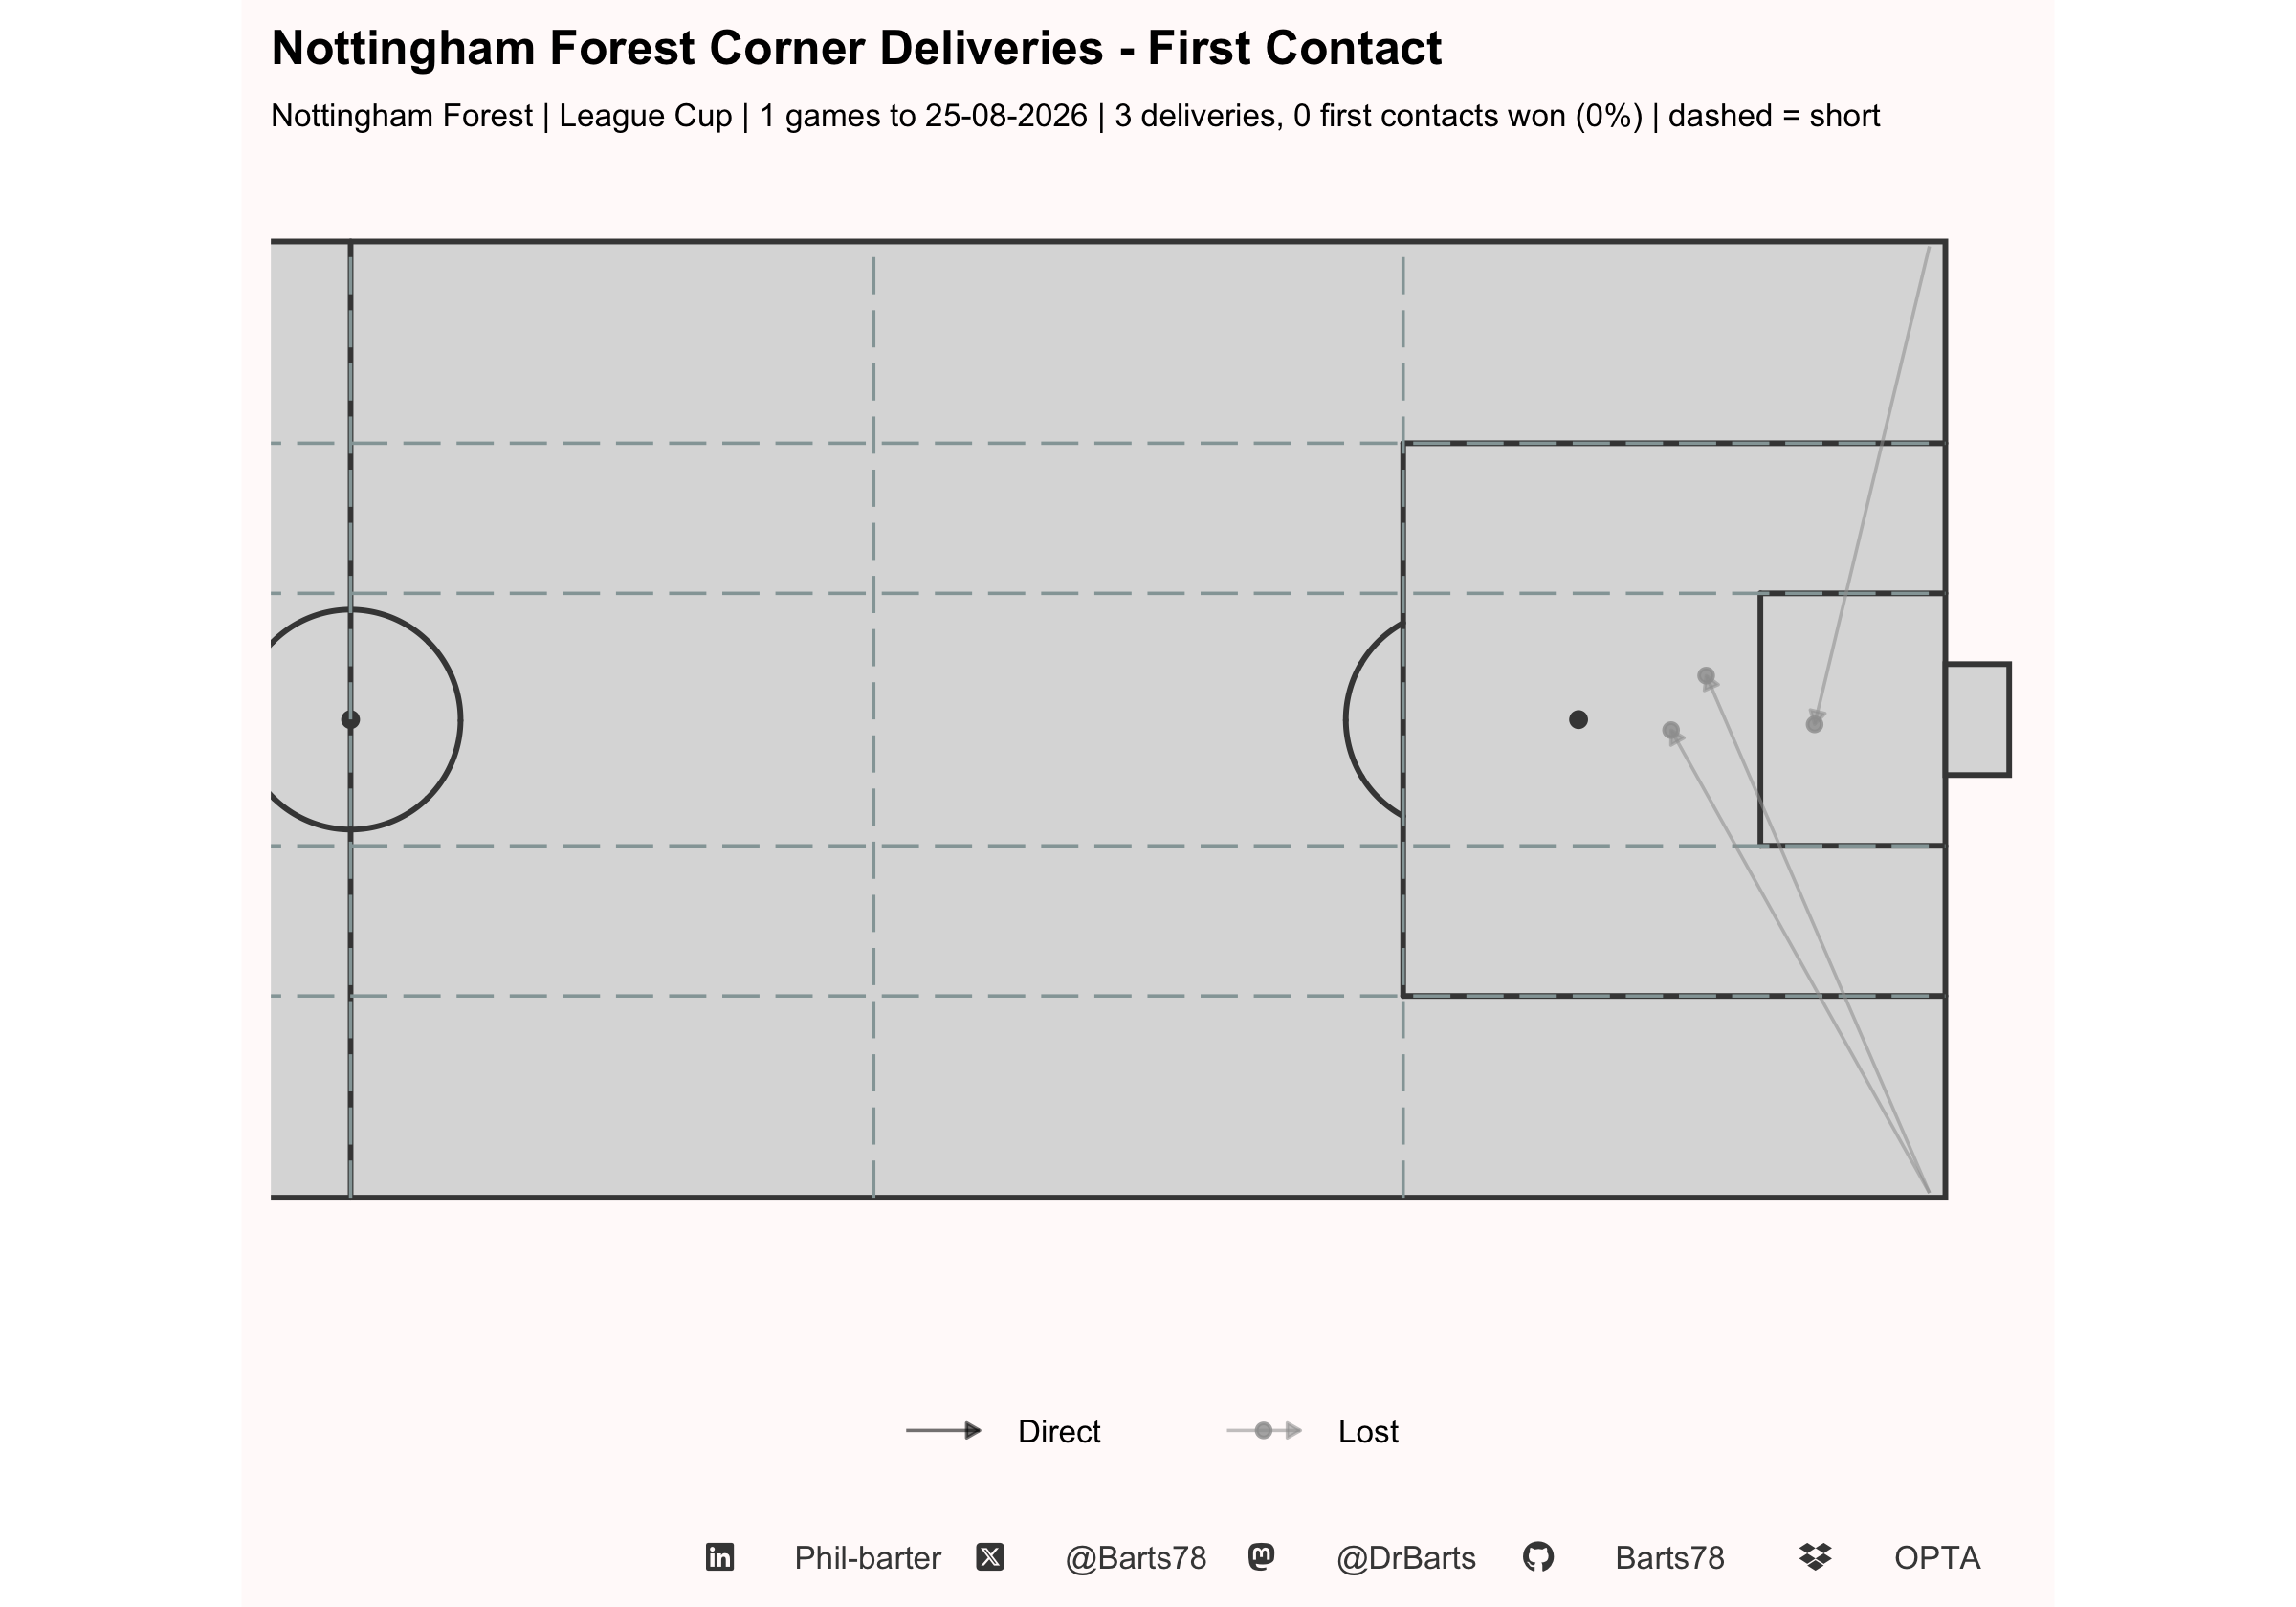 Nottingham Forest Corner Deliveries - First Contact
Nottingham Forest | League Cup | 1 games to 25-08-2026 | 3 deliveries, 0 first contacts won (0%) | dashed = short
Direct Lost
Phil-barter @Barts78 @DrBarts Barts78 OPTA